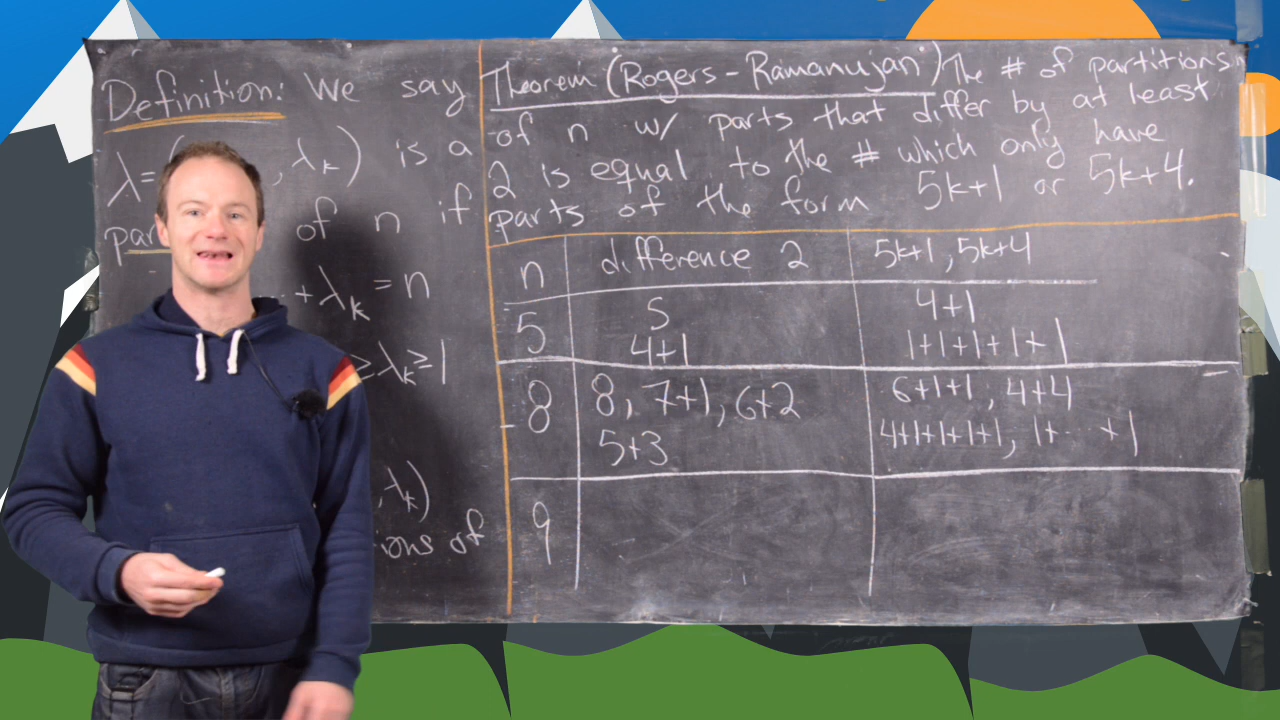 Definition: We say
λ=( , λₖ) is a
par of n if
+λₖ = n
≥λₖ≥1
, λₖ)
ions of
Theorem (Rogers-Ramanujan) The # of partitions
of n w/ parts that differ by at least
2 is equal to the # which only have
parts of the form 5k+1 or 5k+4.
n difference 2 5k+1, 5k+4
5 5 4+1
4+1 1+1+1+1+1
8 8, 7+1, 6+2 6+1+1, 4+4
5+3 4+1+1+1+1, 1+⋯+1
9